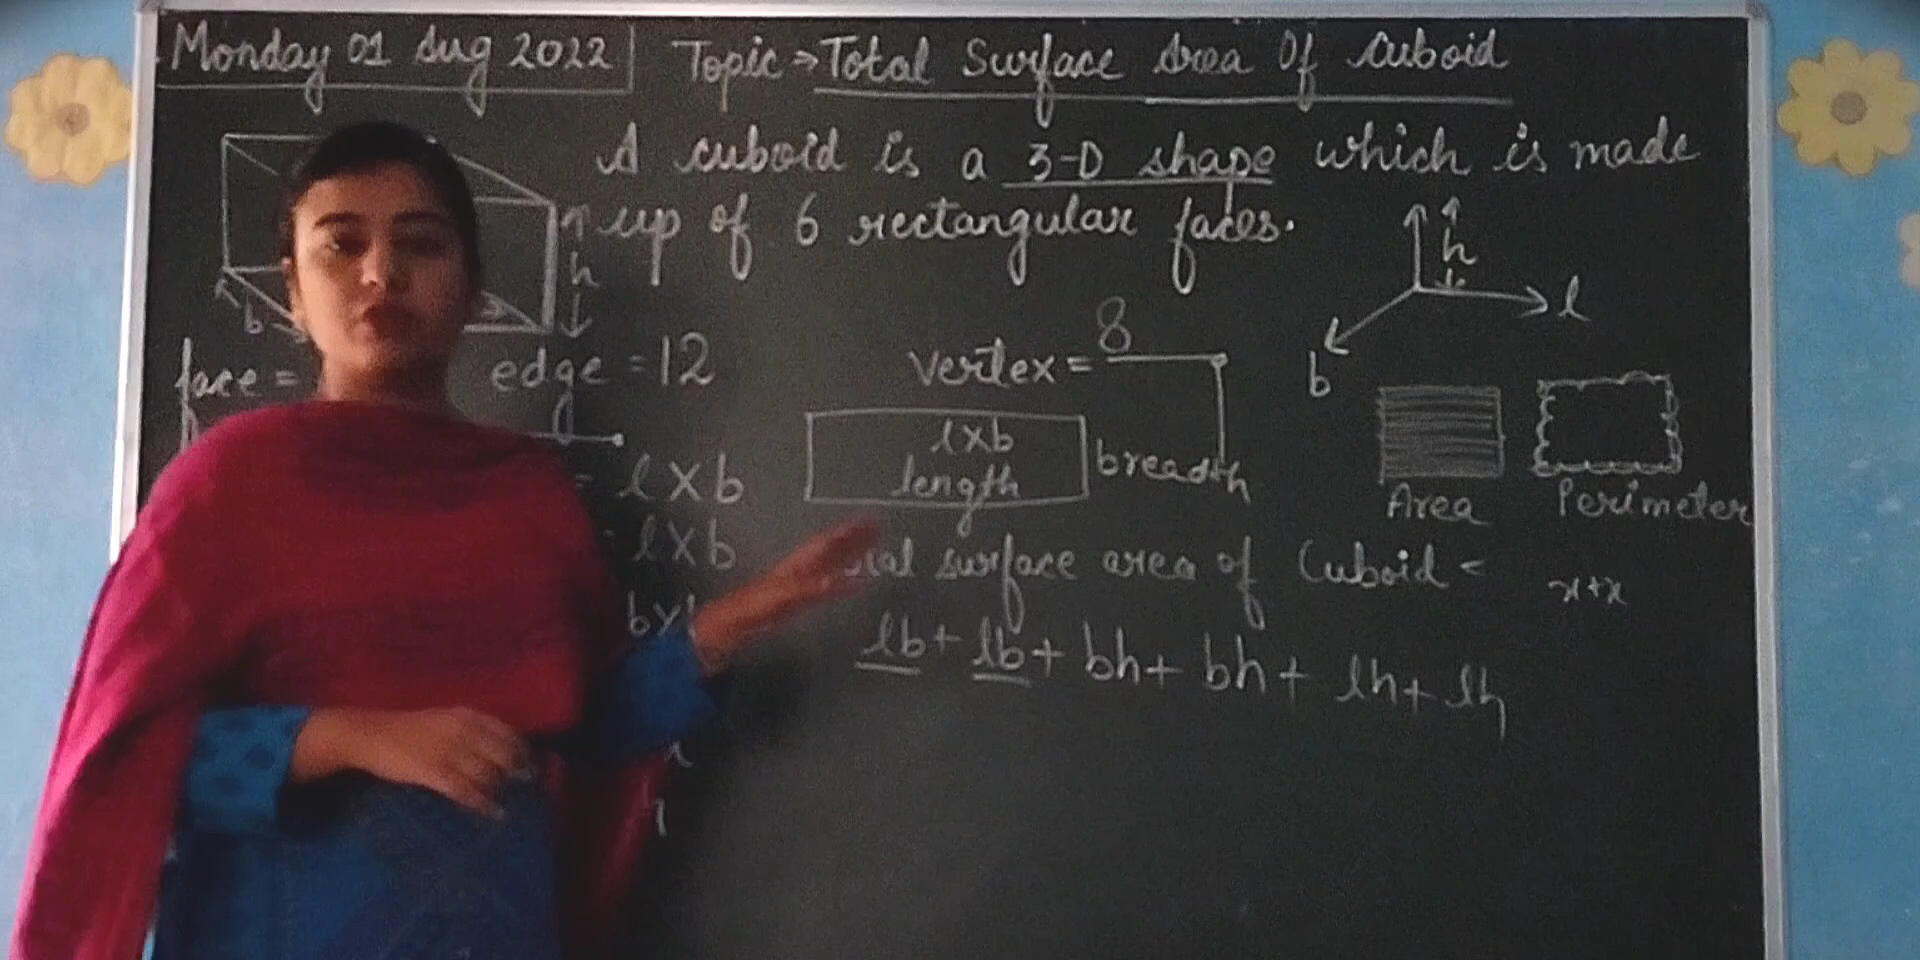 Monday 01 Aug 2022
Topic → Total Surface Area Of cuboid
A cuboid is a 3-D shape which is made
up of 6 rectangular faces.
h
b
h
l
b
face =
edge = 12
vertex = 8
l×b
length
breadth
Area
Perimeter
= l×b
l×b
surface area of Cuboid =
x+x
lb + lb + bh + bh + lh + lh